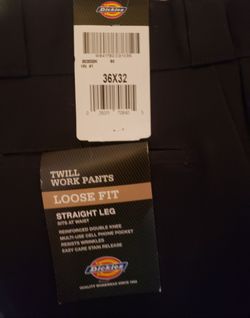 Dickies
36X32
TWILL
WORK PANTS
LOOSE FIT
STRAIGHT LEG
SITS AT WAIST
REINFORCED DOUBLE KNEE
MULTI-USE CELL PHONE POCKET
RESISTS WRINKLES
EASY CARE STAIN RELEASE
Dickies
QUALITY WORKWEAR SINCE 1922